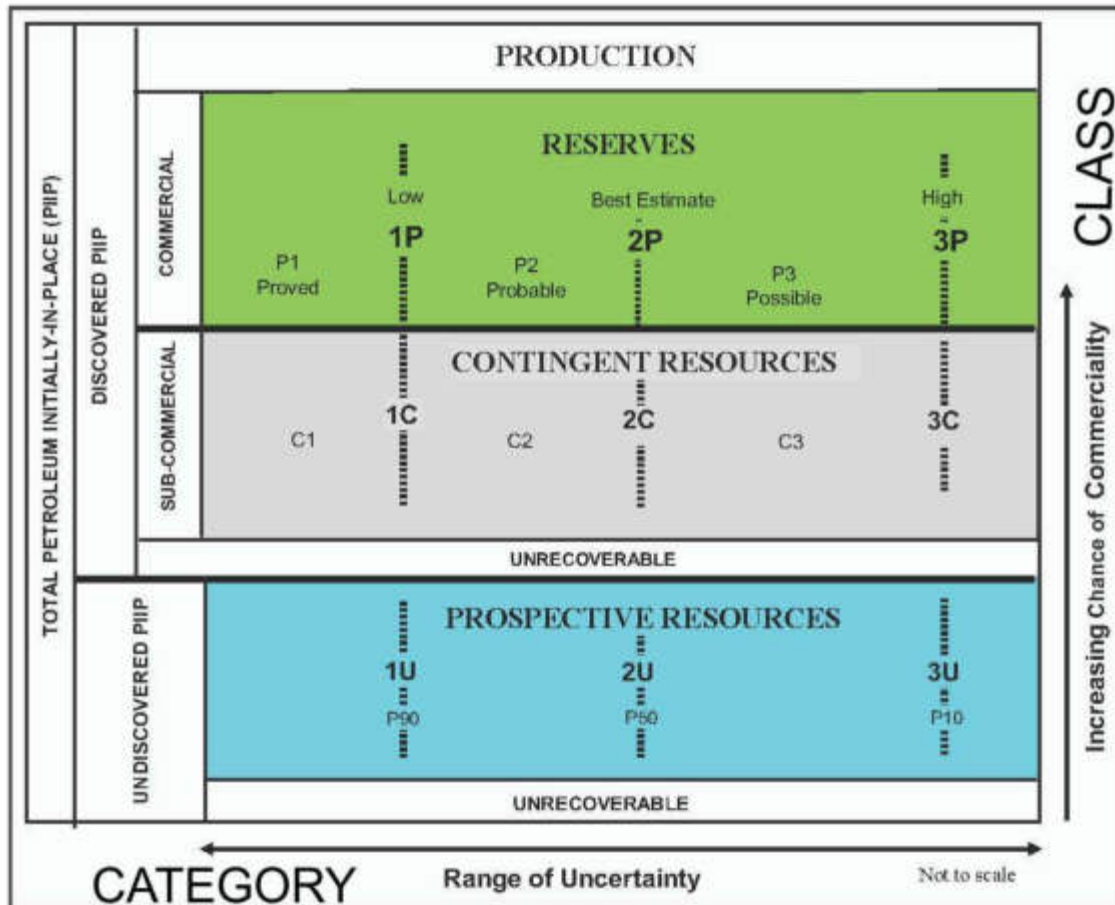 TOTAL PETROLEUM INITIALLY-IN-PLACE (PIIP)
DISCOVERED PIIP
UNDISCOVERED PIIP
COMMERCIAL
SUB-COMMERCIAL
PRODUCTION
RESERVES
Low
Best Estimate
High
1P
2P
3P
P1
Proved
P2
Probable
P3
Possible
CONTINGENT RESOURCES
1C
2C
3C
C1
C2
C3
UNRECOVERABLE
PROSPECTIVE RESOURCES
1U
2U
3U
P90
P50
P10
UNRECOVERABLE
CLASS
Increasing Chance of Commerciality
CATEGORY
Range of Uncertainty
Not to scale